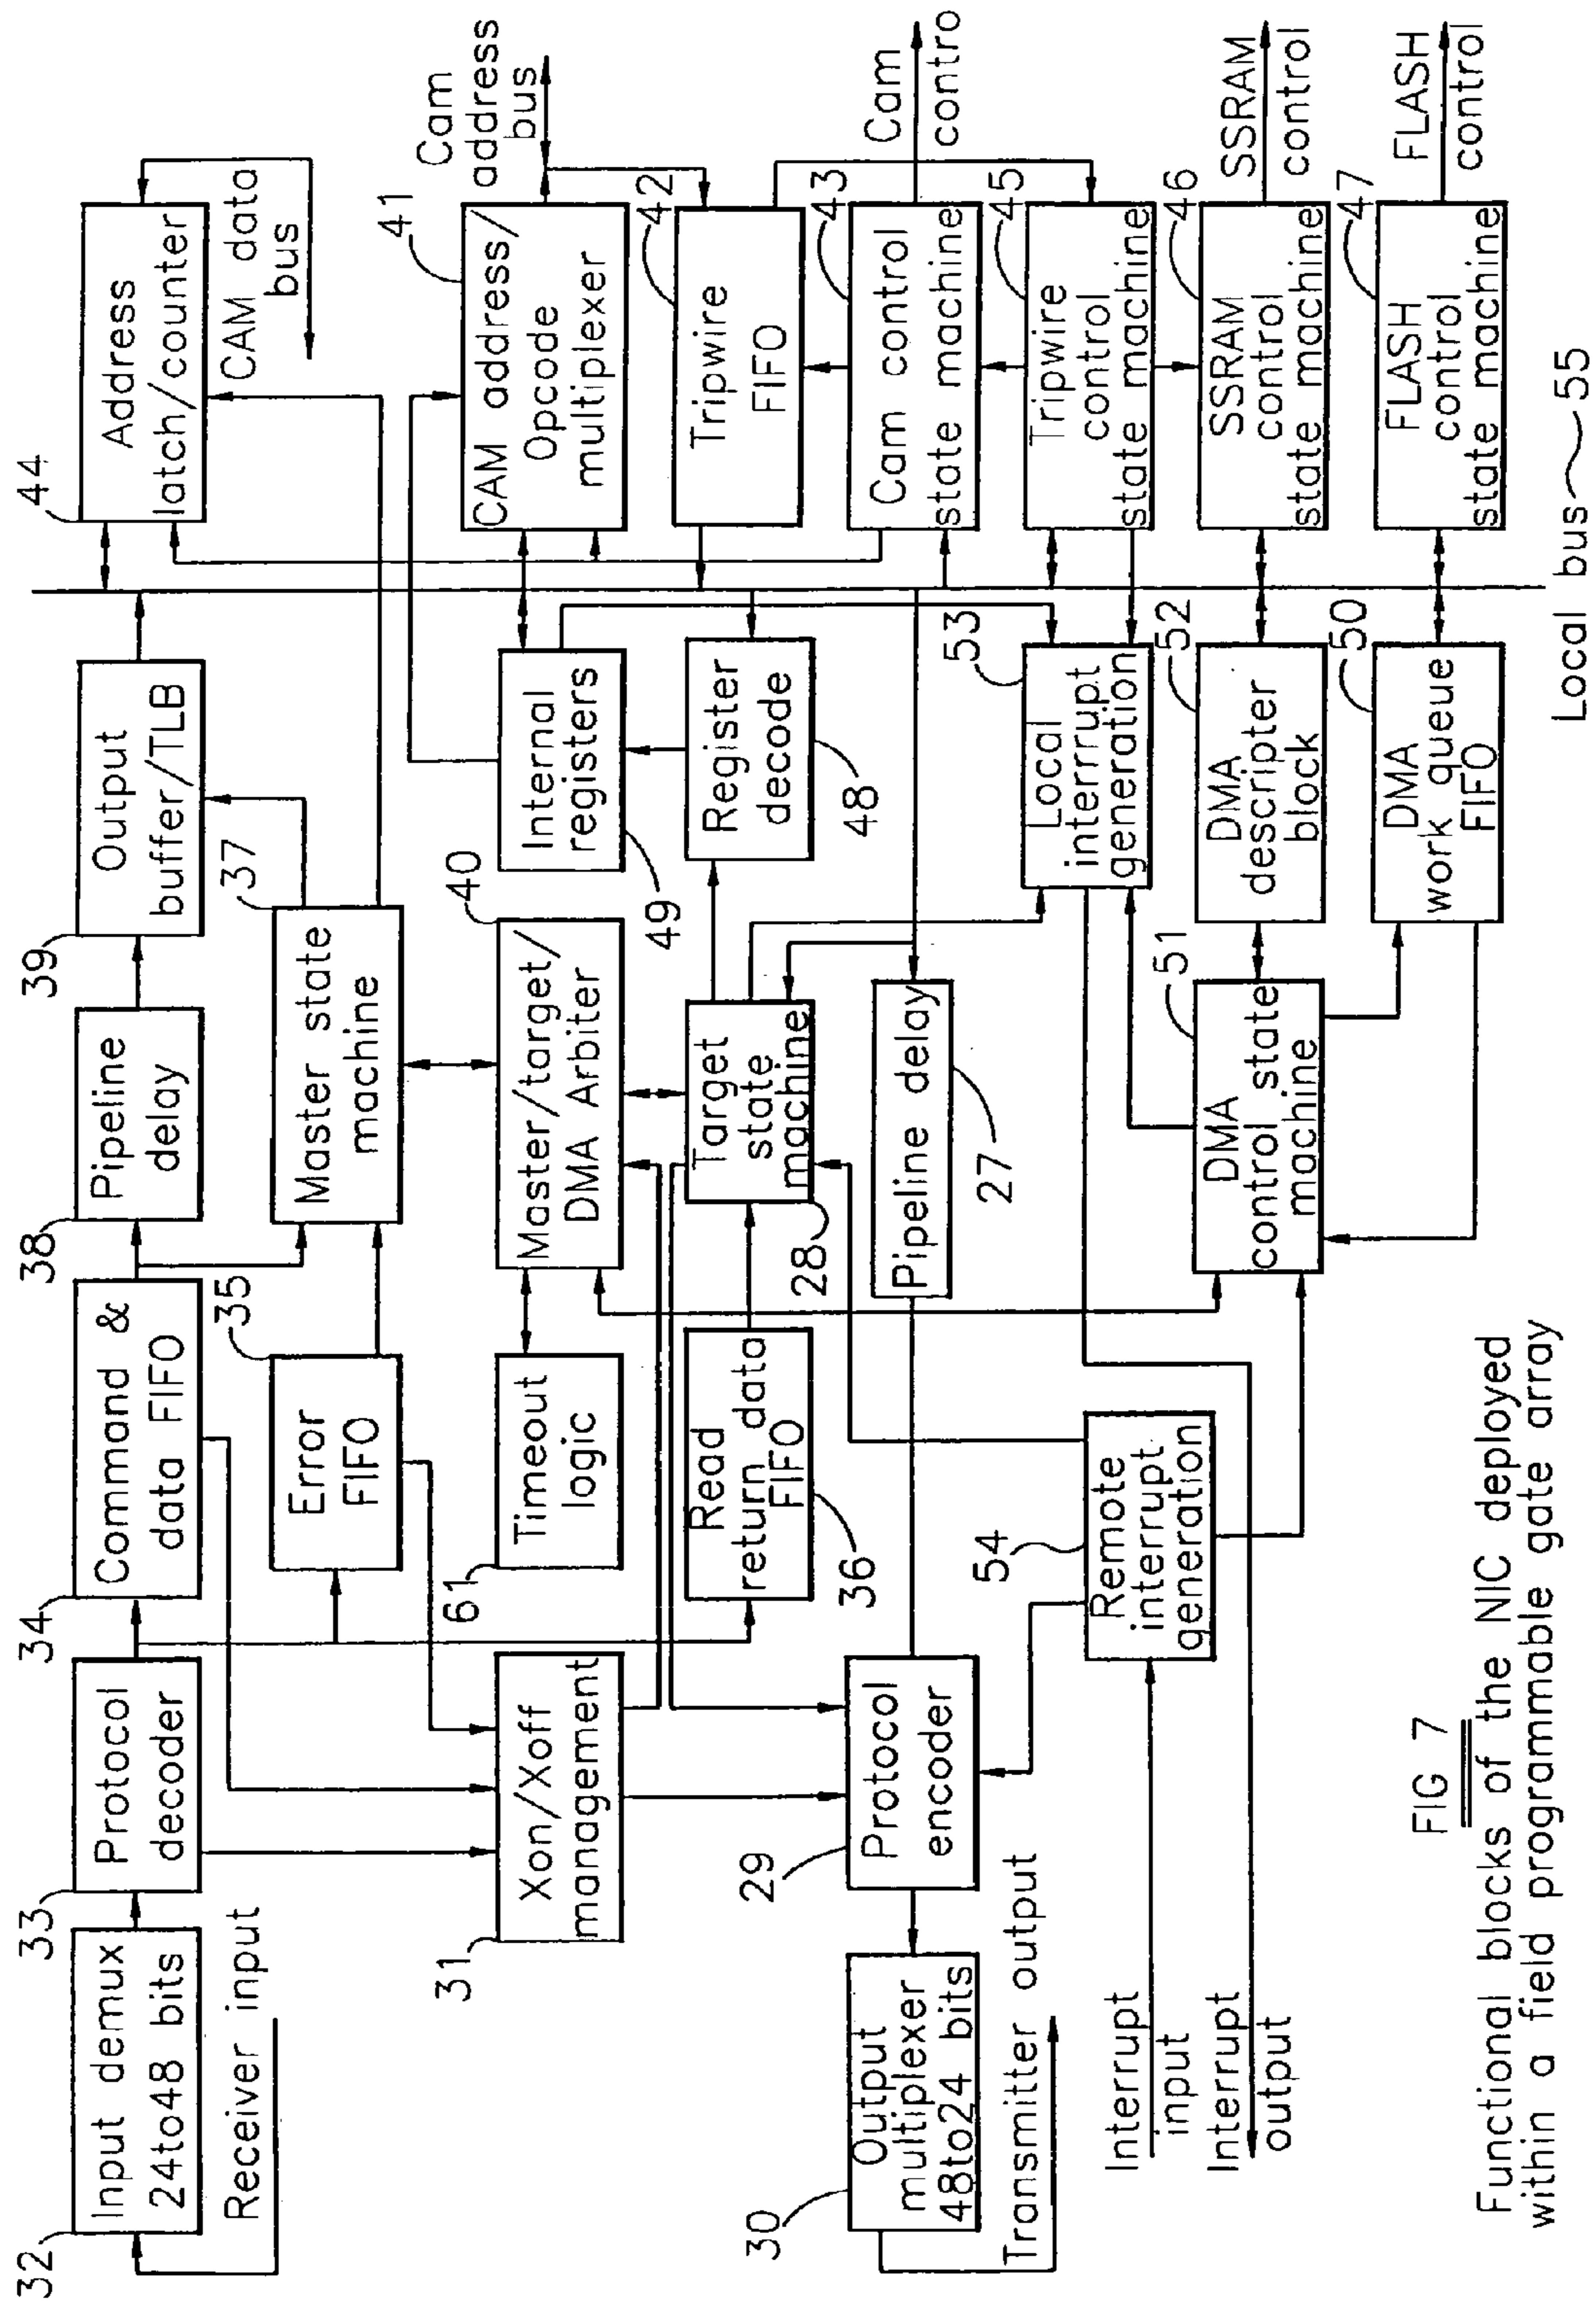 32
Input demux
24to48 bits
Receiver input
33
Protocol
decoder
34
Command &
data FIFO
38
Pipeline
delay
39
Output
buffer/TLB
44
Address
latch/counter
CAM data
bus
35
Error
FIFO
37
Master state
machine
31
Xon/Xoff
management
61
Timeout
logic
40
Master/target/
DMA Arbiter
49
Internal
registers
41
CAM address/
Opcode
multiplexer
Cam
address
bus
36
Read
return data
FIFO
28
Target
state
machine
48
Register
decode
42
Tripwire
FIFO
30
Output
multiplexer
48to24 bits
Transmitter output
29
Protocol
encoder
27
Pipeline delay
43
Cam control
state machine
Cam
contro
Interrupt
input
Interrupt
output
54
Remote
interrupt
generation
53
Local
interrrupt
generation
45
Tripwire
control
state machine
51
DMA
control state
machine
52
DMA
descripter
block
46
SSRAM
control
state machine
SSRAM
control
50
DMA
work queue
FIFO
47
FLASH
control
state machine
FLASH
control
Local bus 55
FIG 7
Functional blocks of the NIC deployed
within a field programmable gate array